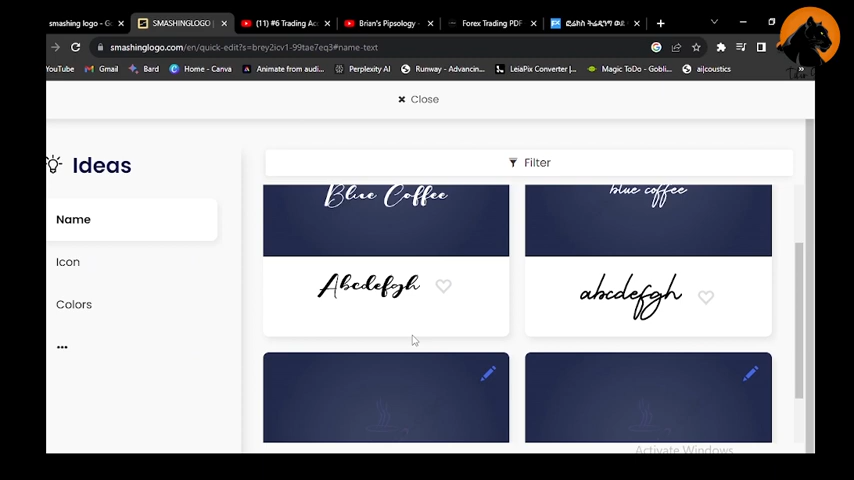 smashing logo - Go
SMASHINGLOGO |
(11) #6 Trading Ac
Brian's Pipsology -
Forex Trading PDF
smashinglogo.com/en/quick-edit?s=brey2icv1-99tae7eq3#name-text
YouTube
Gmail
Bard
Home - Canva
Animate from audi...
Perplexity AI
Runway - Advancin...
LeiaPix Converter |...
Magic ToDo - Gobli...
ai|coustics
»
Close
Ideas
Filter
Name
Icon
Colors
...
Blue Coffee
blue coffee
Abcdefgh
abcdefgh
Activate Windows